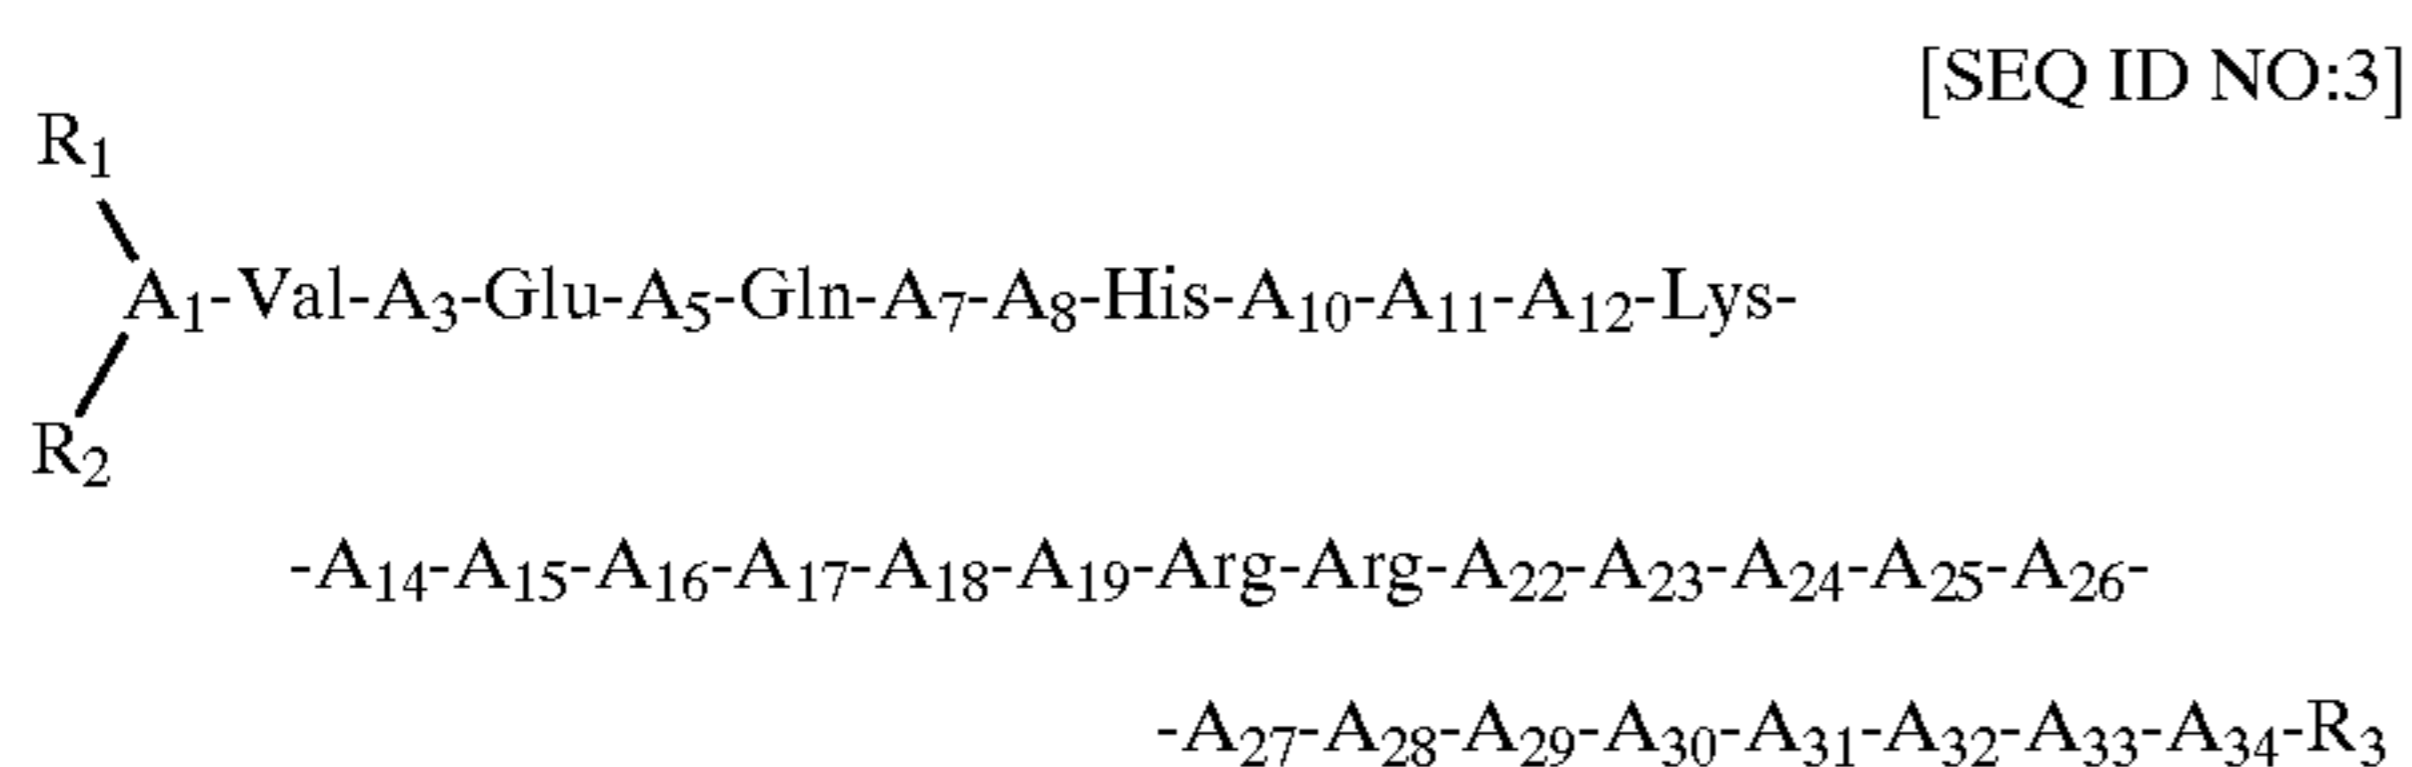 [SEQ ID NO:3]
R₁
A₁-Val-A₃-Glu-A₅-Gln-A₇-A₈-His-A₁₀-A₁₁-A₁₂-Lys-
R₂
-A₁₄-A₁₅-A₁₆-A₁₇-A₁₈-A₁₉-Arg-Arg-A₂₂-A₂₃-A₂₄-A₂₅-A₂₆-
-A₂₇-A₂₈-A₂₉-A₃₀-A₃₁-A₃₂-A₃₃-A₃₄-R₃